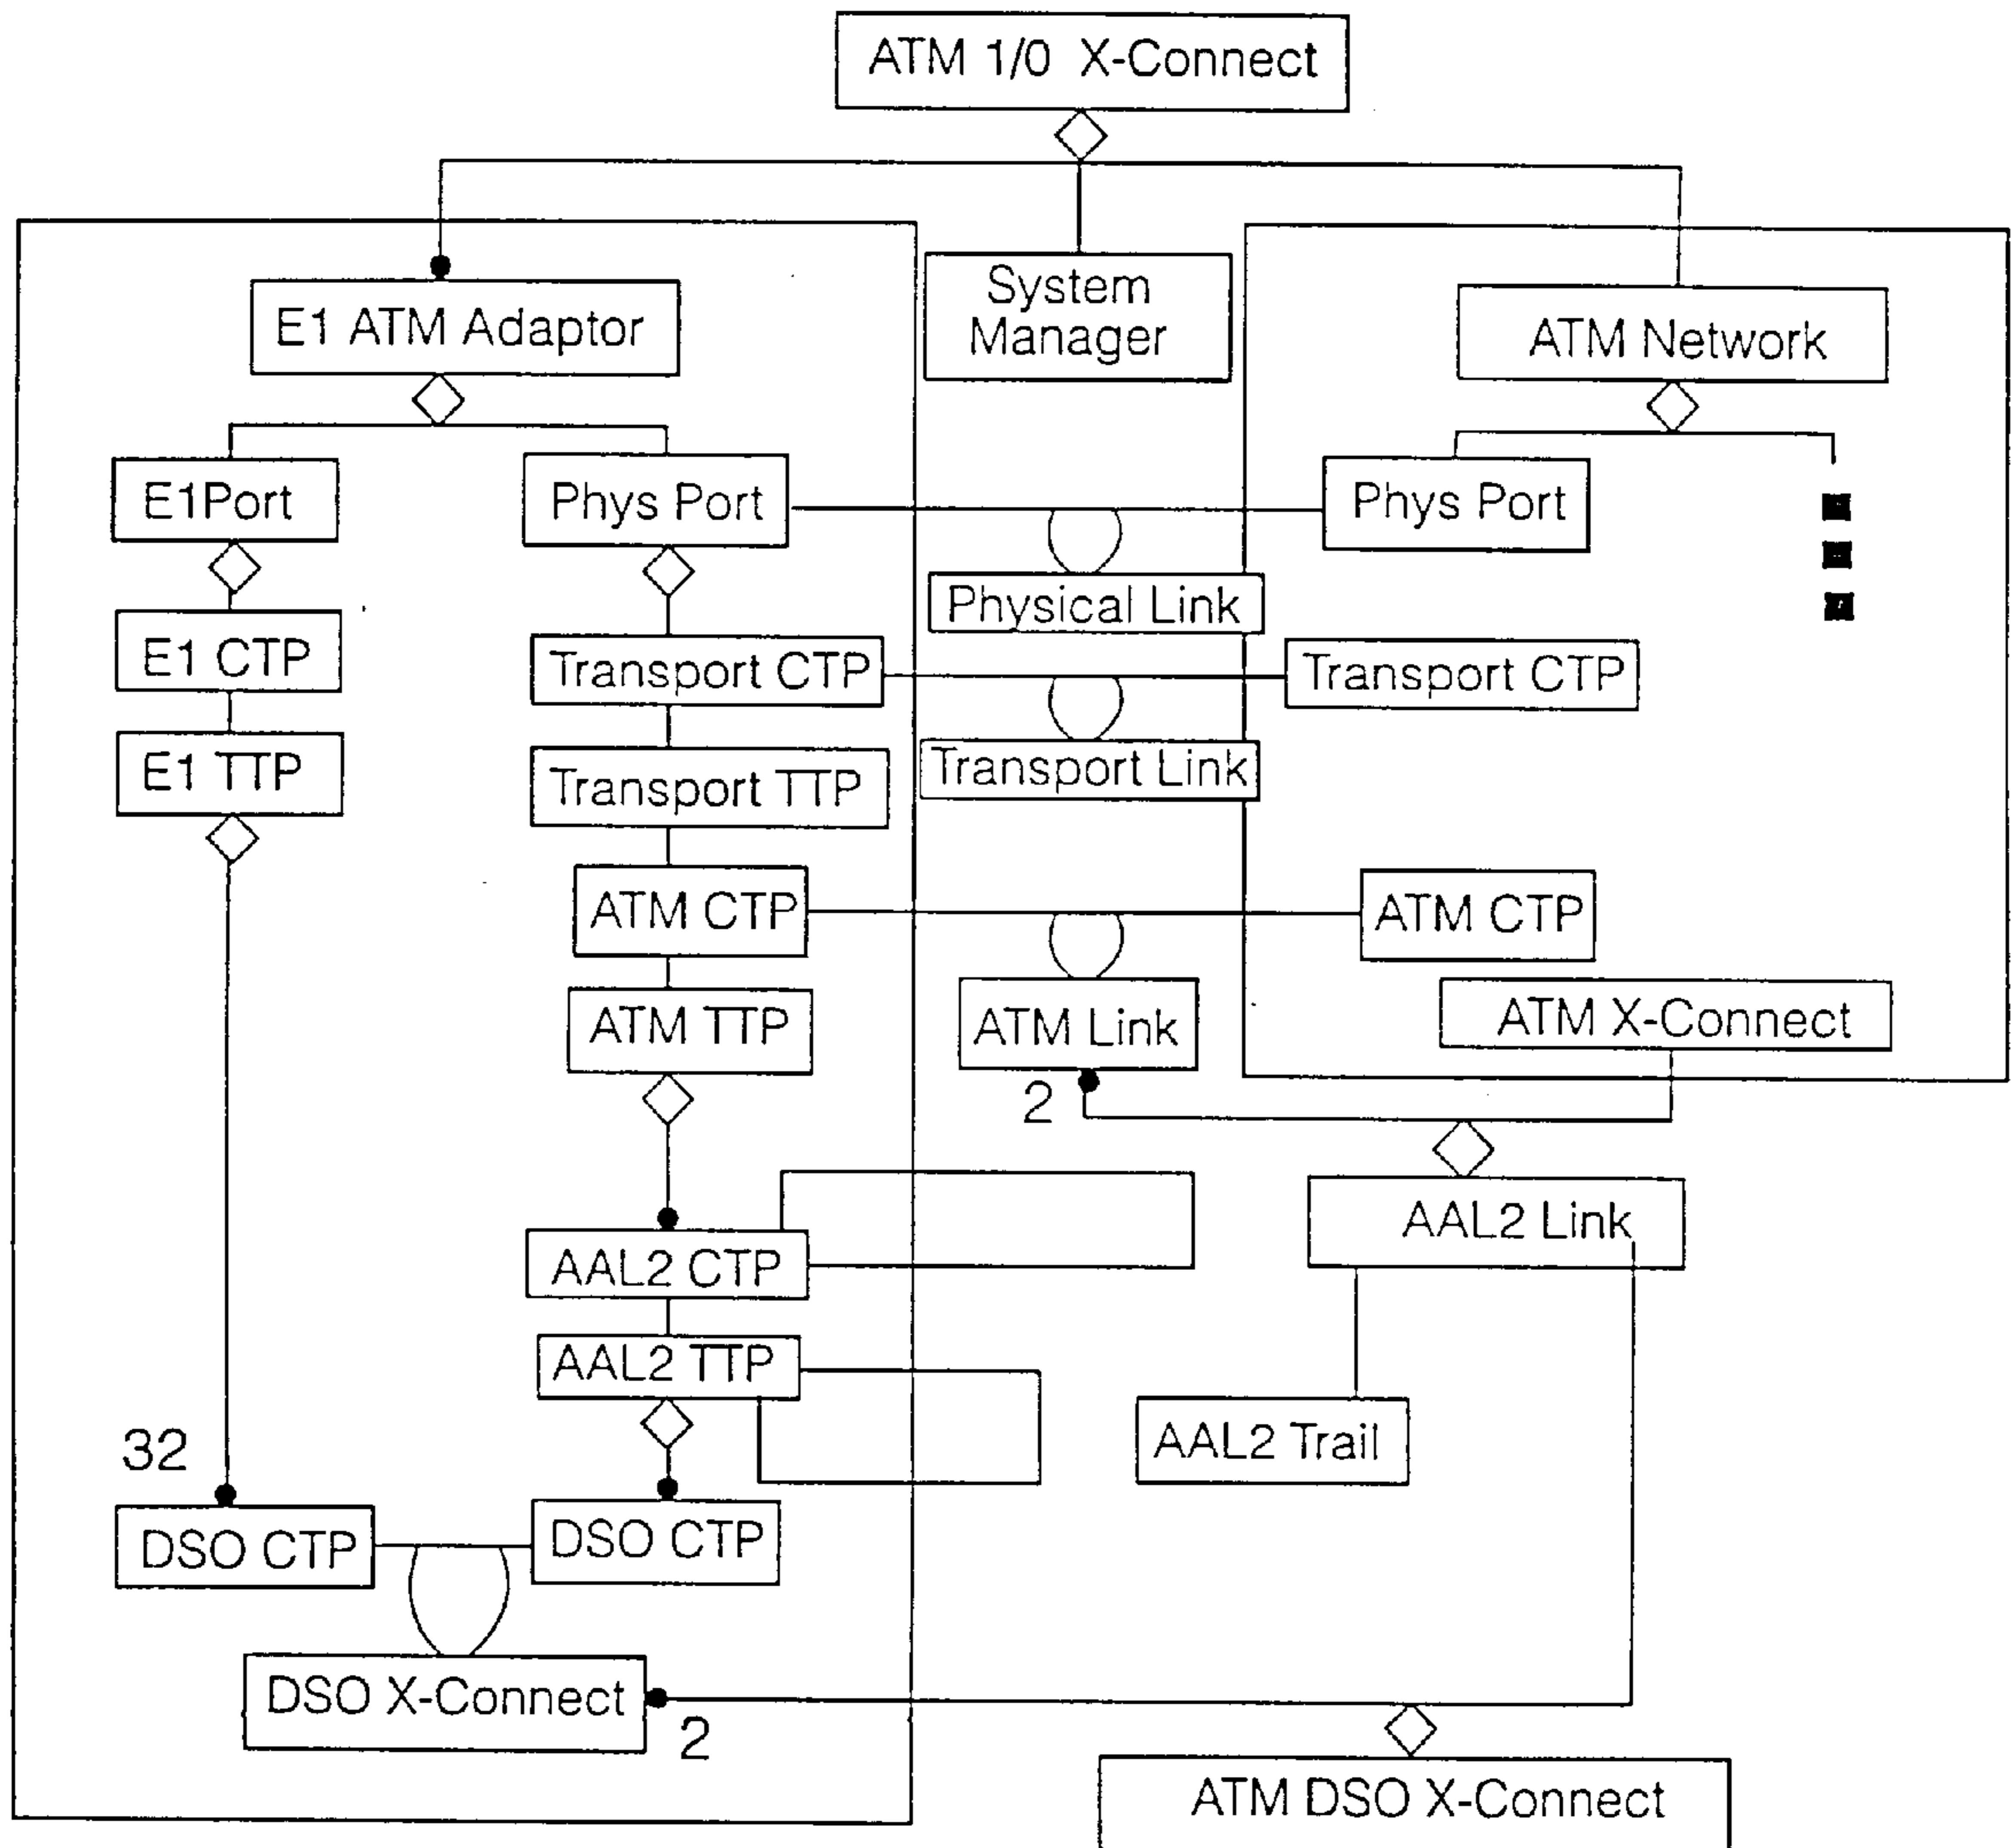 ATM 1/0 X-Connect
E1 ATM Adaptor
System
Manager
ATM Network
E1Port
Phys Port
Phys Port
Physical Link
E1 CTP
Transport CTP
Transport CTP
E1 TTP
Transport TTP
Transport Link
ATM CTP
ATM CTP
ATM TTP
ATM Link
ATM X-Connect
2
AAL2 CTP
AAL2 Link
AAL2 TTP
AAL2 Trail
32
DSO CTP
DSO CTP
DSO X-Connect
2
ATM DSO X-Connect